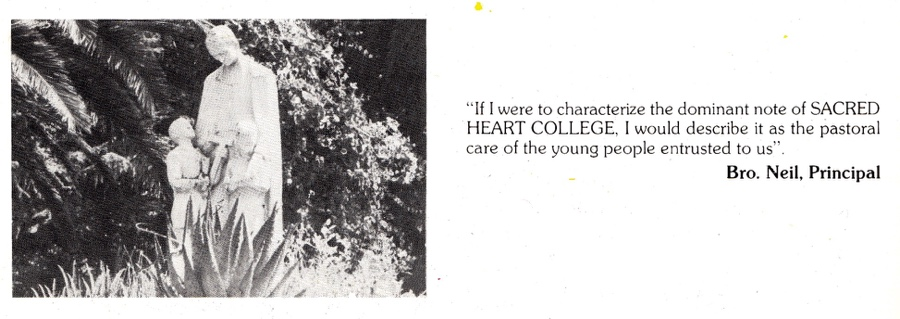 “If I were to characterize the dominant note of SACRED
HEART COLLEGE, I would describe it as the pastoral
care of the young people entrusted to us”.
Bro. Neil, Principal